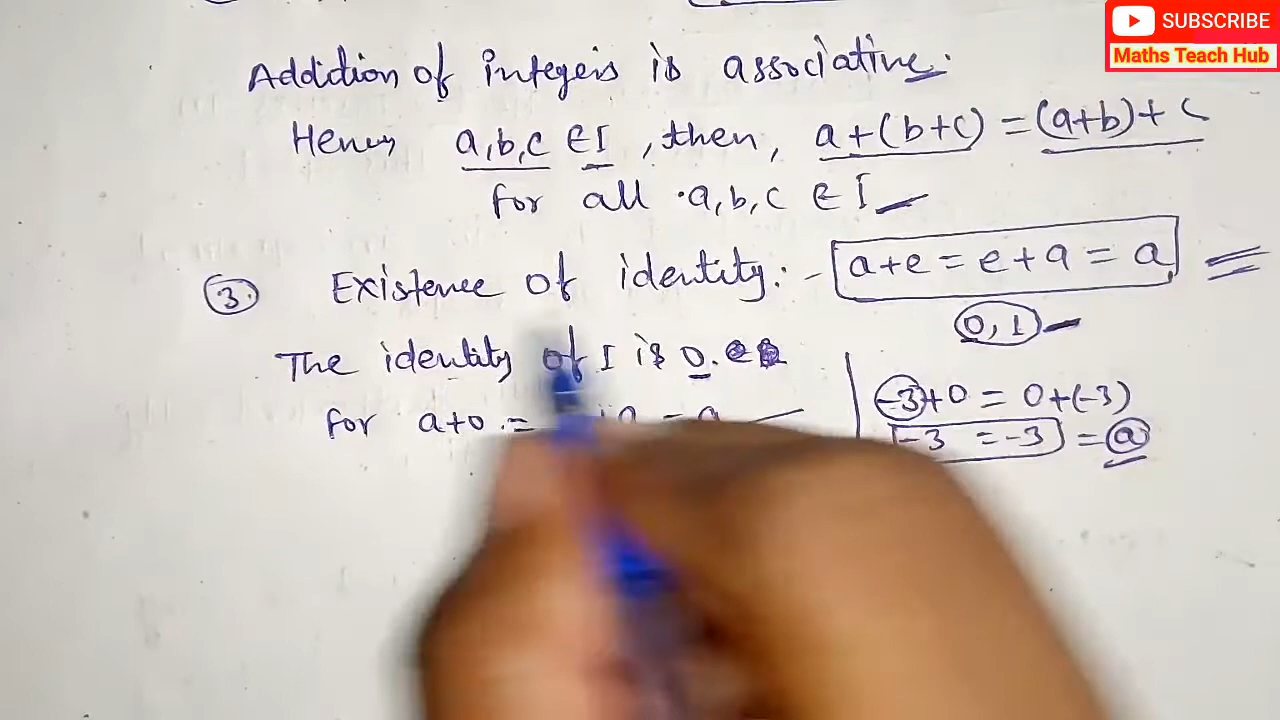 SUBSCRIBE
Maths Teach Hub
Addition of integers is associative.
Hence, a,b,c ∈ I, then, a+(b+c) = (a+b)+c
for all a,b,c ∈ I
3. Existence of identity: - a+e = e+a = a
0, 1
The identity of I is 0.
-3+0 = 0+(-3)
for a+0 = a = a
-3 = -3 = a